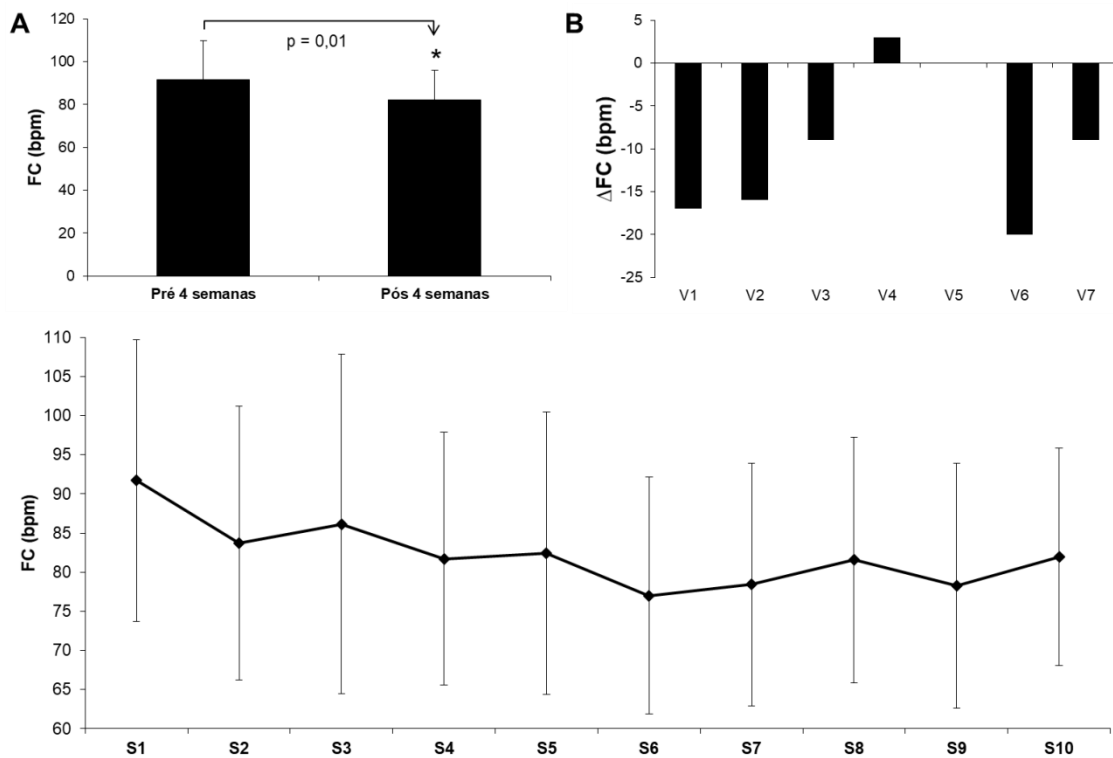 A
FC (bpm)
120
100
80
60
40
20
0
p = 0,01
*
Pré 4 semanas
Pós 4 semanas
B
ΔFC (bpm)
5
0
-5
-10
-15
-20
-25
V1
V2
V3
V4
V5
V6
V7
FC (bpm)
110
105
100
95
90
85
80
75
70
65
60
S1
S2
S3
S4
S5
S6
S7
S8
S9
S10